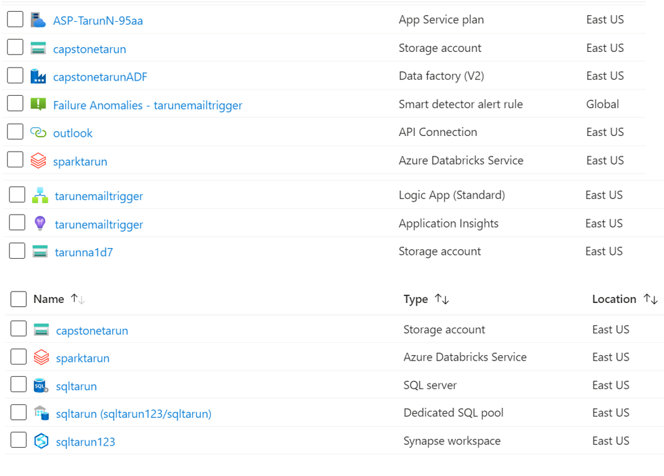 ASP-TarunN-95aa App Service plan East US
capstonetarun Storage account East US
capstonetarunADF Data factory (V2) East US
Failure Anomalies - tarunemailtrigger Smart detector alert rule Global
outlook API Connection East US
sparktarun Azure Databricks Service East US
tarunemailtrigger Logic App (Standard) East US
tarunemailtrigger Application Insights East US
tarunna1d7 Storage account East US
Name ↑↓ Type ↑↓ Location ↑↓
capstonetarun Storage account East US
sparktarun Azure Databricks Service East US
sqltarun SQL server East US
sqltarun (sqltarun123/sqltarun) Dedicated SQL pool East US
sqltarun123 Synapse workspace East US